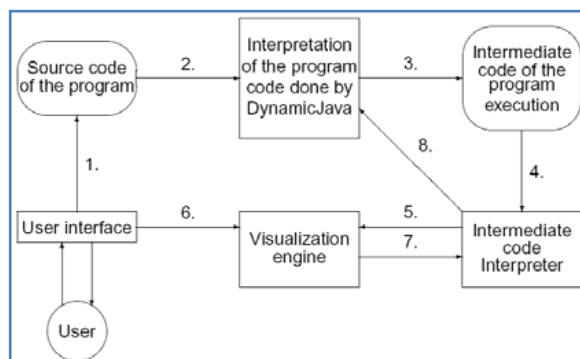 Source code
of the program
2.
Interpretation
of the program
code done by
DynamicJava
3.
Intermediate
code of the
program
execution
1.
8.
4.
User interface
6.
Visualization
engine
5.
7.
Intermediate
code
Interpreter
User